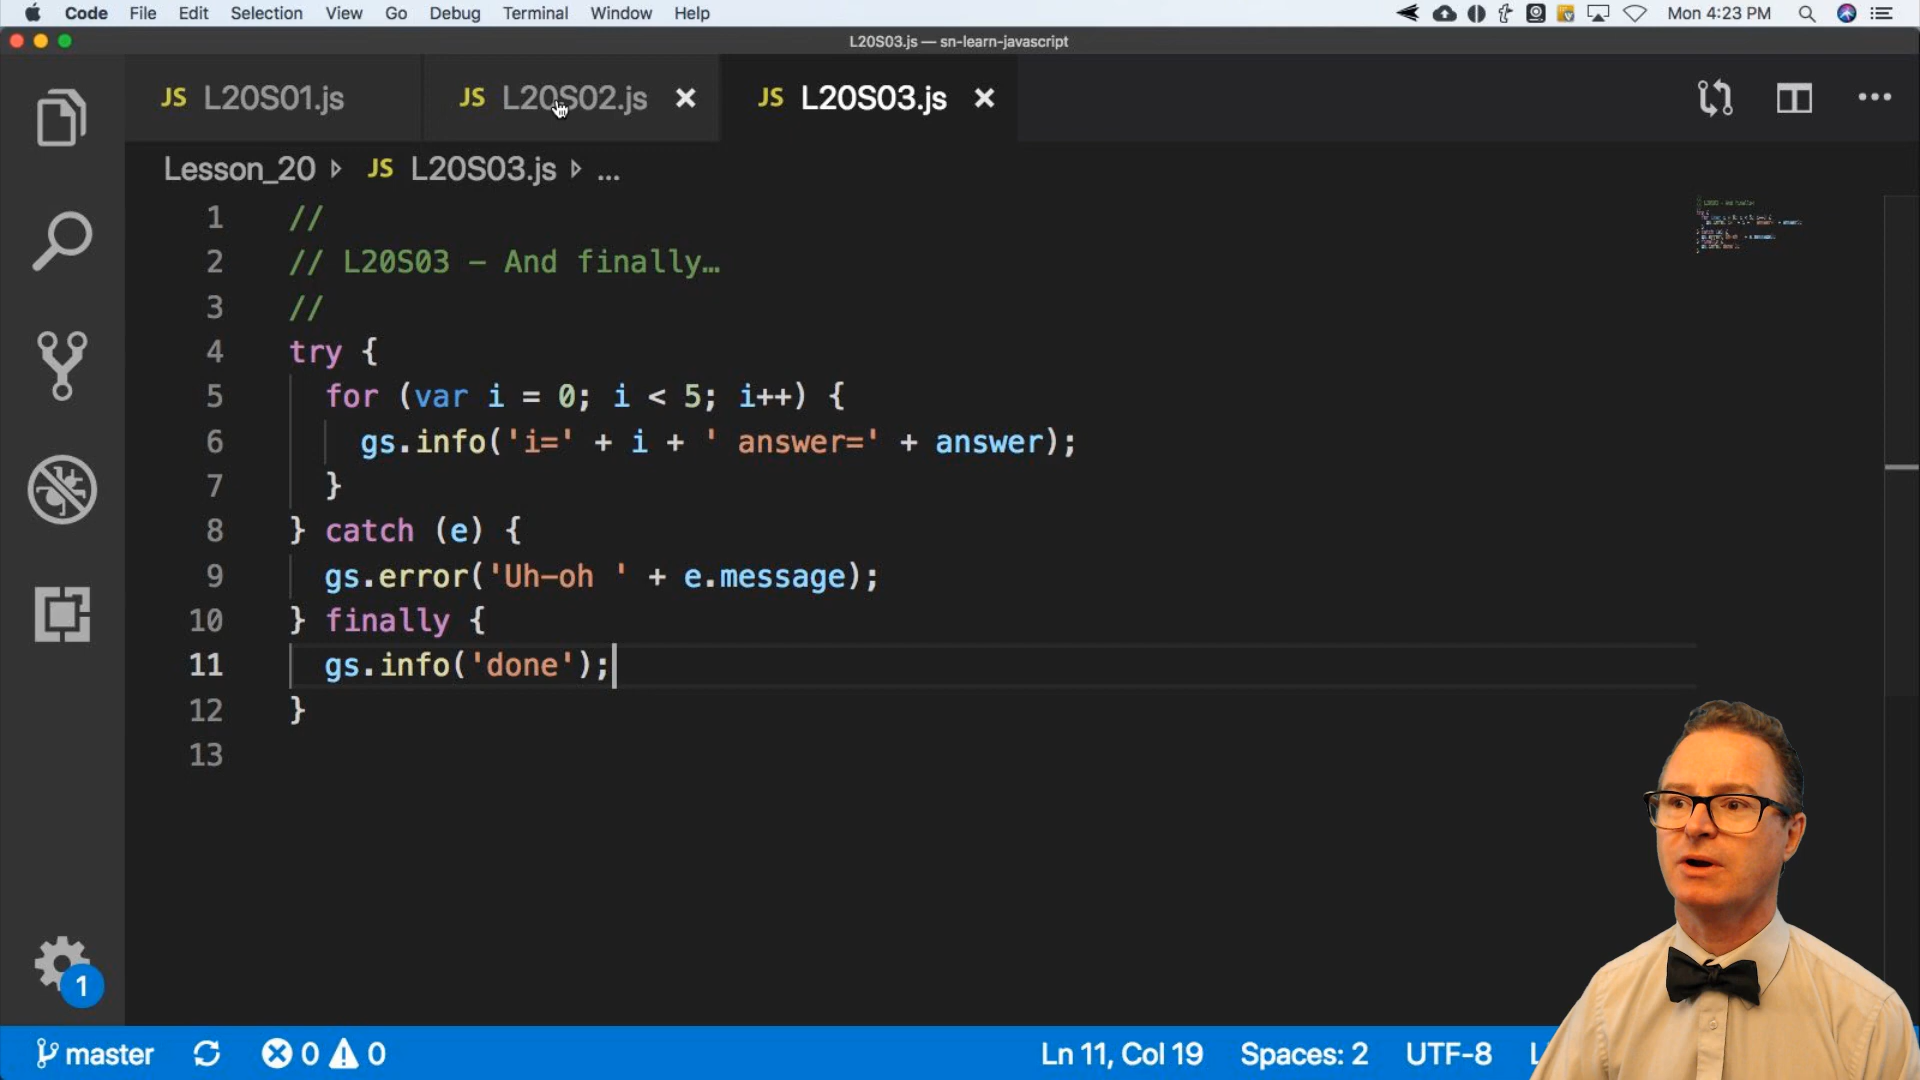 Code File Edit Selection View Go Debug Terminal Window Help Mon 4:23 PM
L20S03.js — sn-learn-javascript
JS L20S01.js JS L20S02.js JS L20S03.js
Lesson_20 JS L20S03.js ...
1 //
2 // L20S03 – And finally…
3 //
4 try {
5 for (var i = 0; i < 5; i++) {
6 gs.info('i=' + i + ' answer=' + answer);
7 }
8 } catch (e) {
9 gs.error('Uh-oh ' + e.message);
10 } finally {
11 gs.info('done');
12 }
13
1
master 0 0 Ln 11, Col 19 Spaces: 2 UTF-8